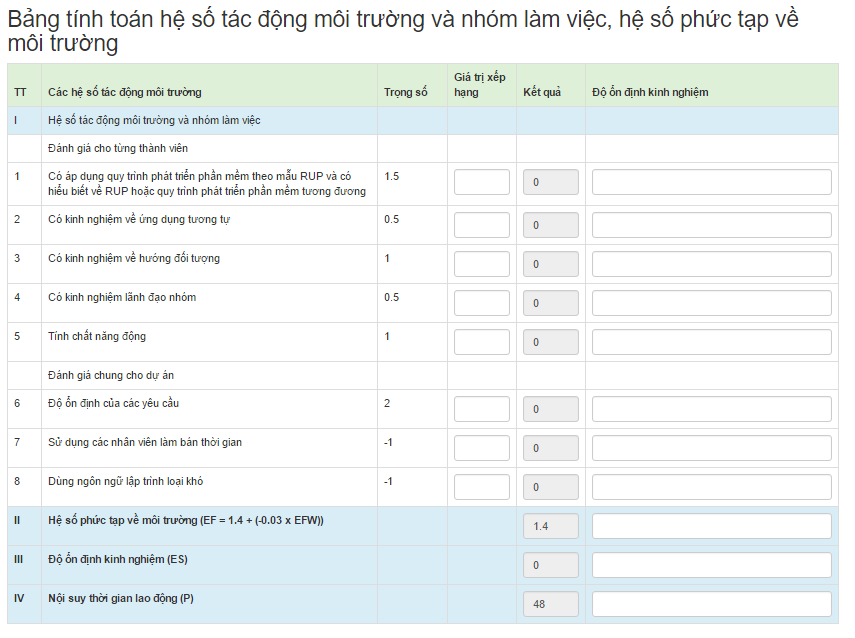 Bảng tính toán hệ số tác động môi trường và nhóm làm việc, hệ số phức tạp về
môi trường
TT Các hệ số tác động môi trường Trọng số Giá trị xếp hạng Kết quả Độ ổn định kinh nghiệm
I Hệ số tác động môi trường và nhóm làm việc
Đánh giá cho từng thành viên
1 Có áp dụng quy trình phát triển phần mềm theo mẫu RUP và có 1.5 0
hiểu biết về RUP hoặc quy trình phát triển phần mềm tương đương
2 Có kinh nghiệm về ứng dụng tương tự 0.5 0
3 Có kinh nghiệm về hướng đối tượng 1 0
4 Có kinh nghiệm lãnh đạo nhóm 0.5 0
5 Tính chất năng động 1 0
Đánh giá chung cho dự án
6 Độ ổn định của các yêu cầu 2 0
7 Sử dụng các nhân viên làm bán thời gian -1 0
8 Dùng ngôn ngữ lập trình loại khó -1 0
II Hệ số phức tạp về môi trường (EF = 1.4 + (-0.03 x EFW)) 1.4
III Độ ổn định kinh nghiệm (ES) 0
IV Nội suy thời gian lao động (P) 48